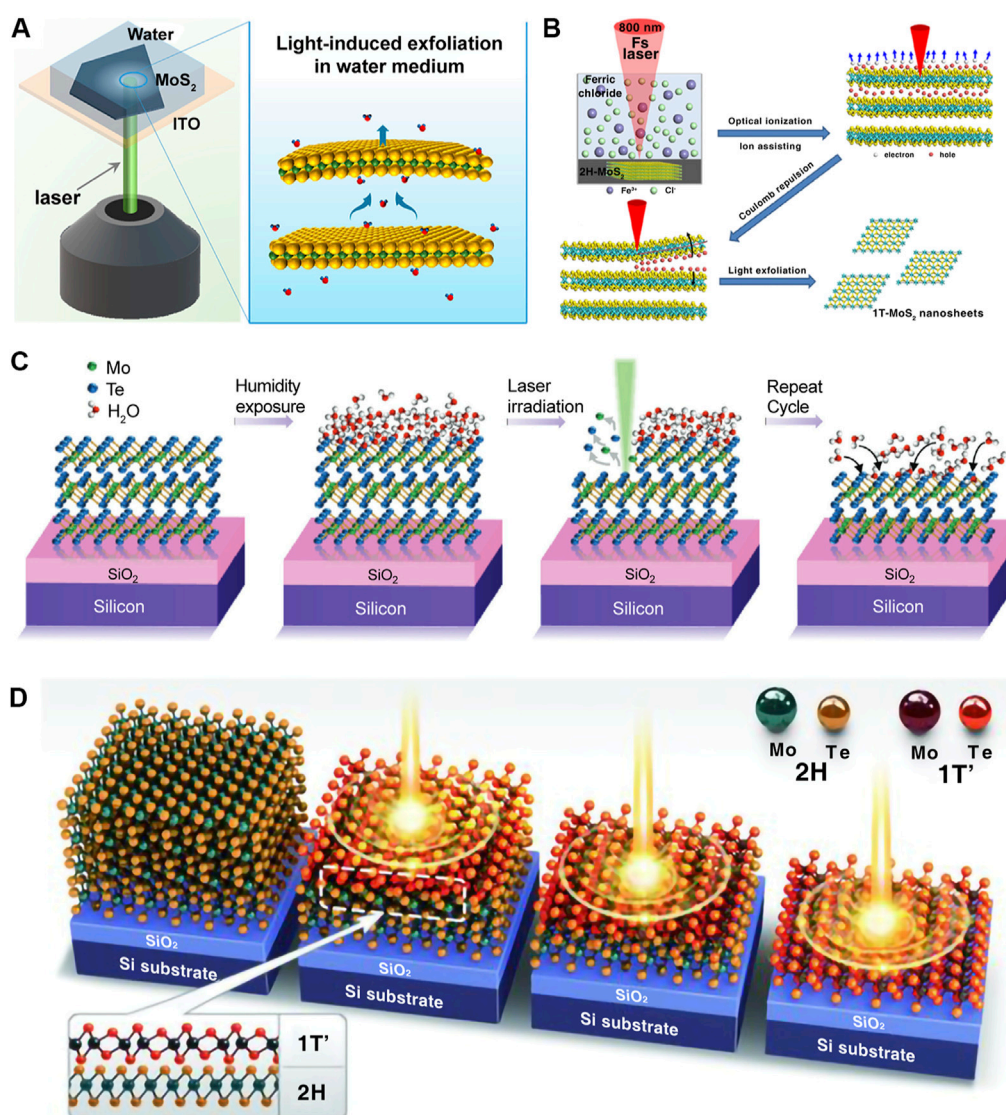 A
Water
MoS₂
ITO
laser
Light-induced exfoliation
in water medium
B
800 nm
Fs
laser
Ferric
chloride
2H-MoS₂
Fe³⁺ Cl⁻
Optical ionization
Ion assisting
electron hole
Coulomb repulsion
Light exfoliation
1T-MoS₂ nanosheets
C
Mo
Te
H₂O
Humidity
exposure
Laser
irradiation
Repeat
Cycle
SiO₂
Silicon
SiO₂
Silicon
SiO₂
Silicon
SiO₂
Silicon
D
Mo Te
2H
Mo Te
1T’
SiO₂
Si substrate
SiO₂
Si substrate
SiO₂
Si substrate
SiO₂
Si substrate
1T’
2H